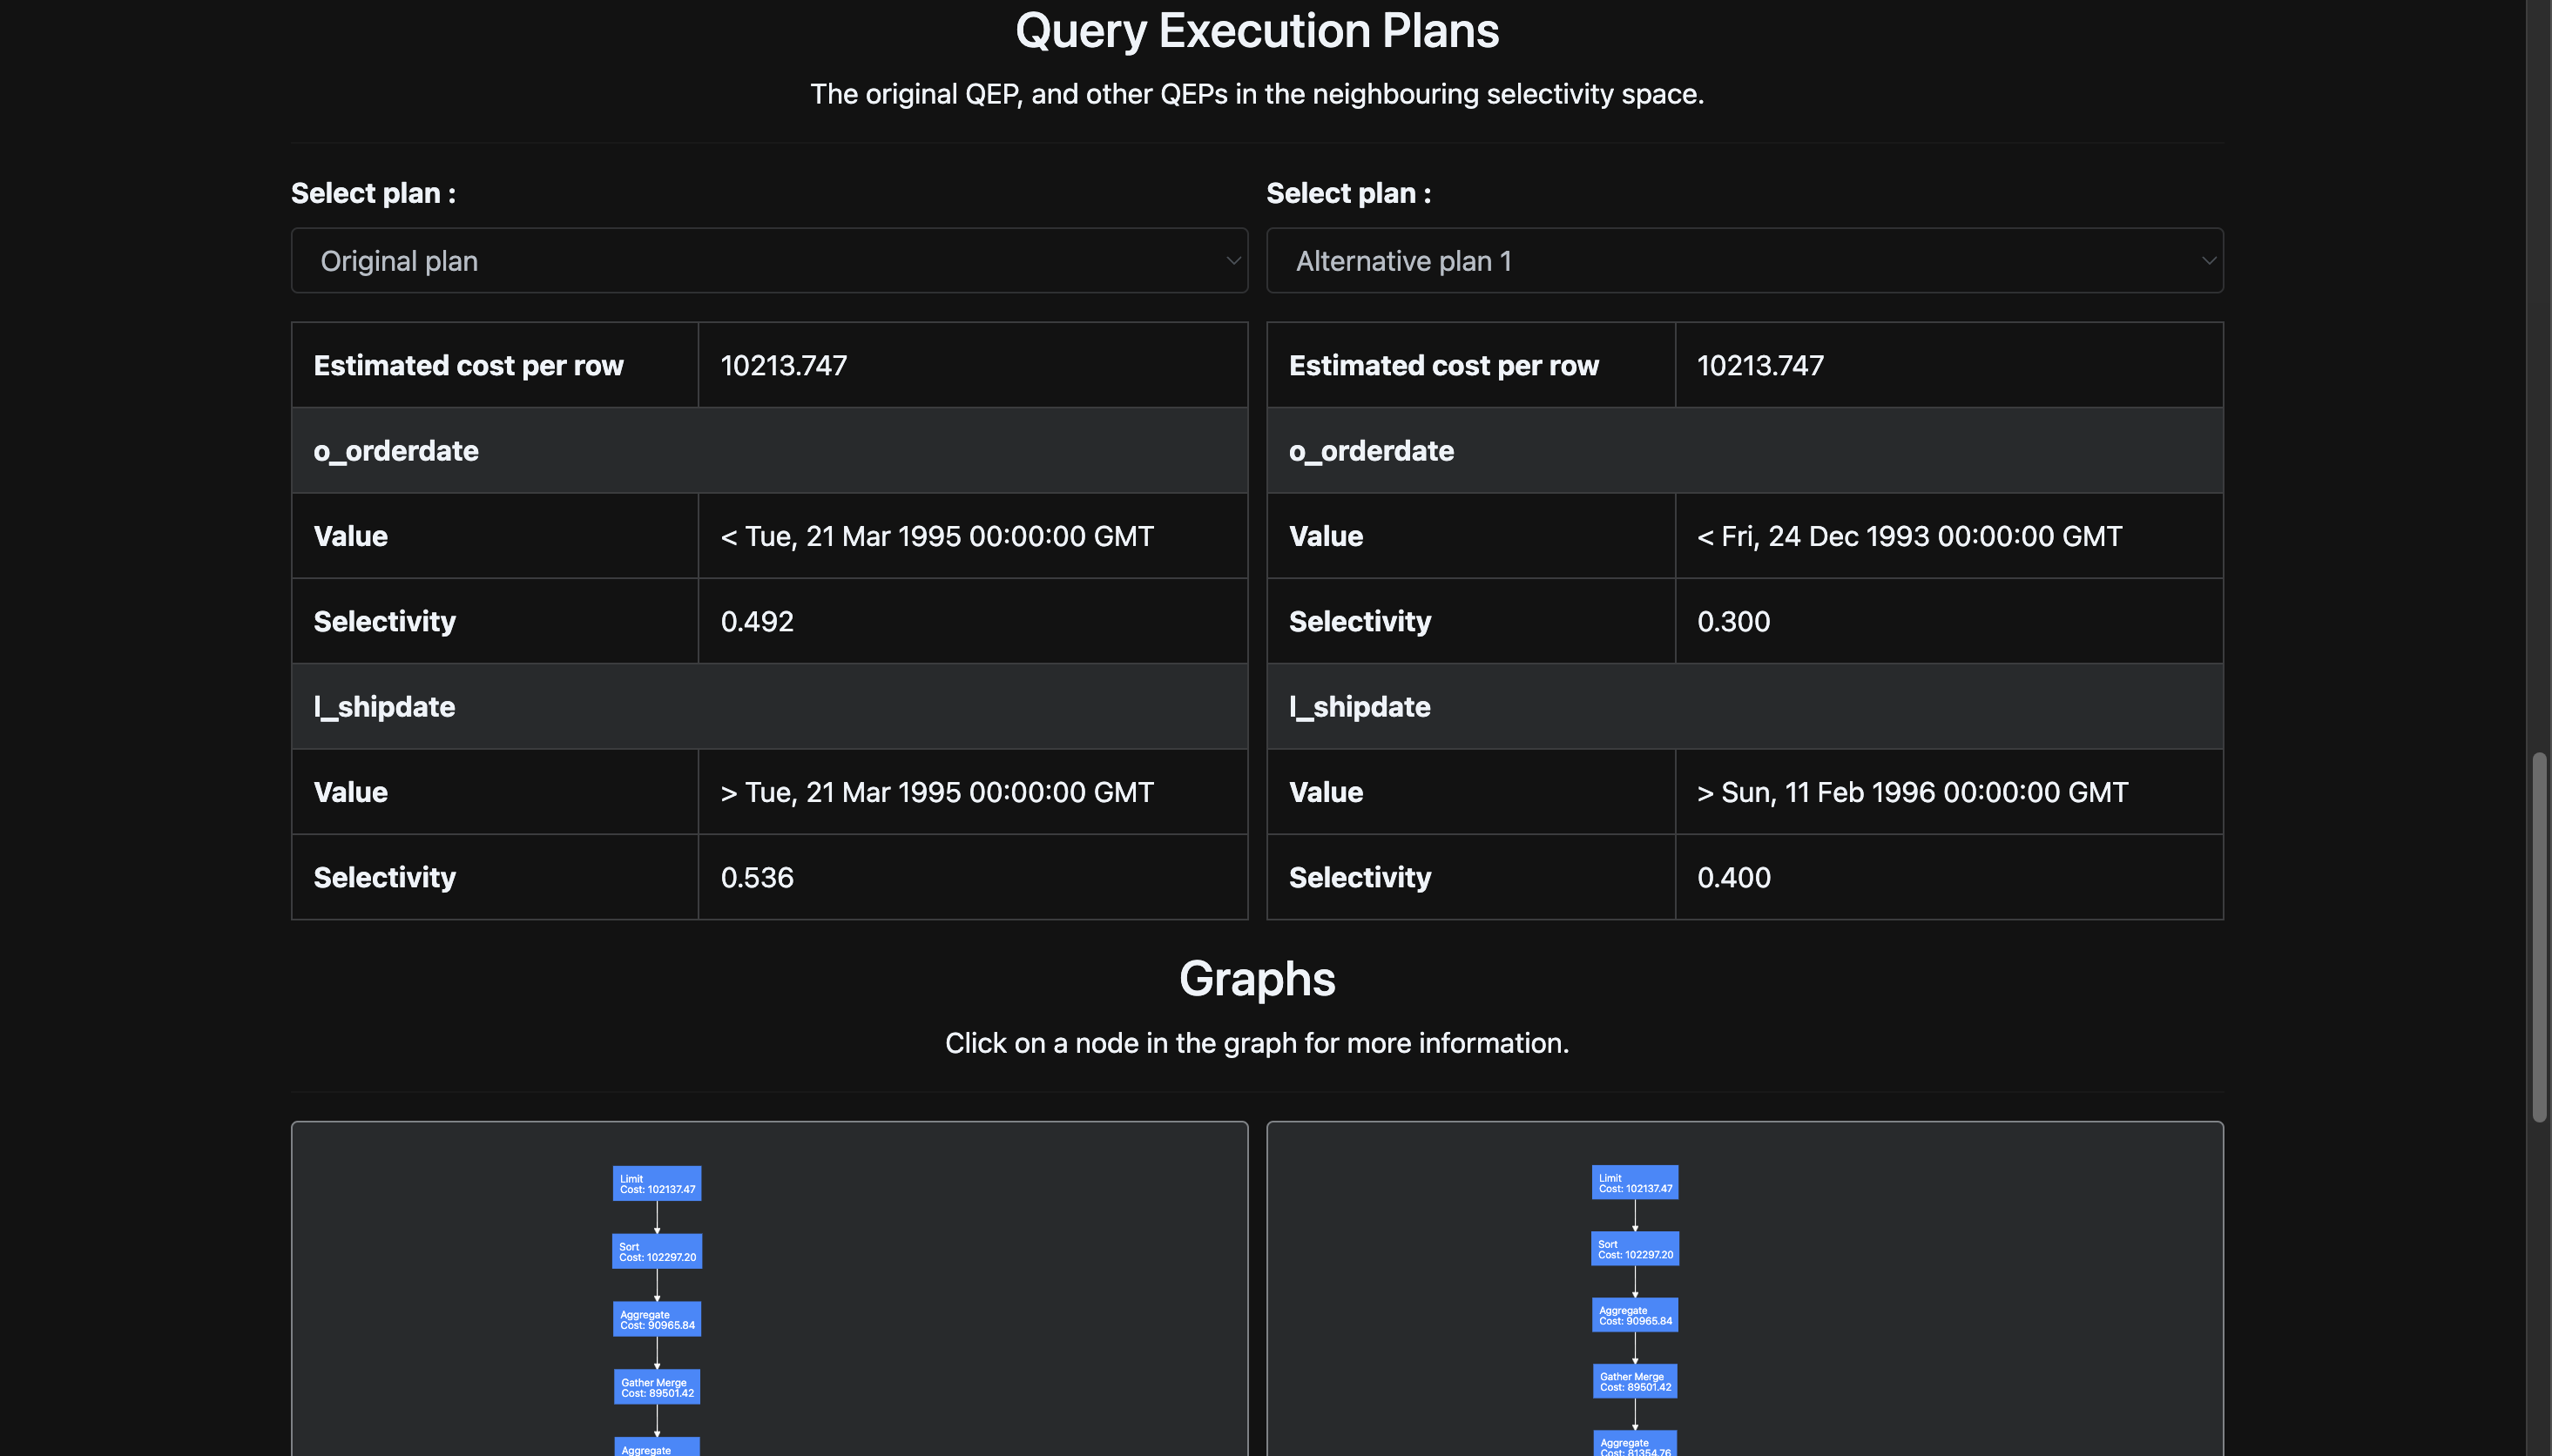 Query Execution Plans
The original QEP, and other QEPs in the neighbouring selectivity space.
Select plan :
Original plan
Estimated cost per row 10213.747
o_orderdate
Value < Tue, 21 Mar 1995 00:00:00 GMT
Selectivity 0.492
l_shipdate
Value > Tue, 21 Mar 1995 00:00:00 GMT
Selectivity 0.536
Select plan :
Alternative plan 1
Estimated cost per row 10213.747
o_orderdate
Value < Fri, 24 Dec 1993 00:00:00 GMT
Selectivity 0.300
l_shipdate
Value > Sun, 11 Feb 1996 00:00:00 GMT
Selectivity 0.400
Graphs
Click on a node in the graph for more information.
Limit
Cost: 102137.47
Sort
Cost: 102297.20
Aggregate
Cost: 90965.84
Gather Merge
Cost: 89501.42
Aggregate
Limit
Cost: 102137.47
Sort
Cost: 102297.20
Aggregate
Cost: 90965.84
Gather Merge
Cost: 89501.42
Aggregate
Cost: 81354.76